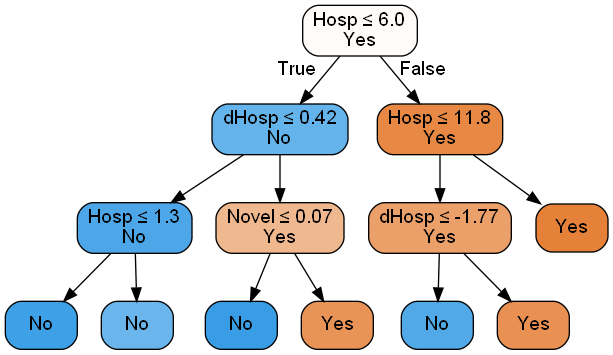 Hosp ≤ 6.0
Yes
True
False
dHosp ≤ 0.42
No
Hosp ≤ 11.8
Yes
Hosp ≤ 1.3
No
Novel ≤ 0.07
Yes
dHosp ≤ -1.77
Yes
Yes
No
No
No
Yes
No
Yes